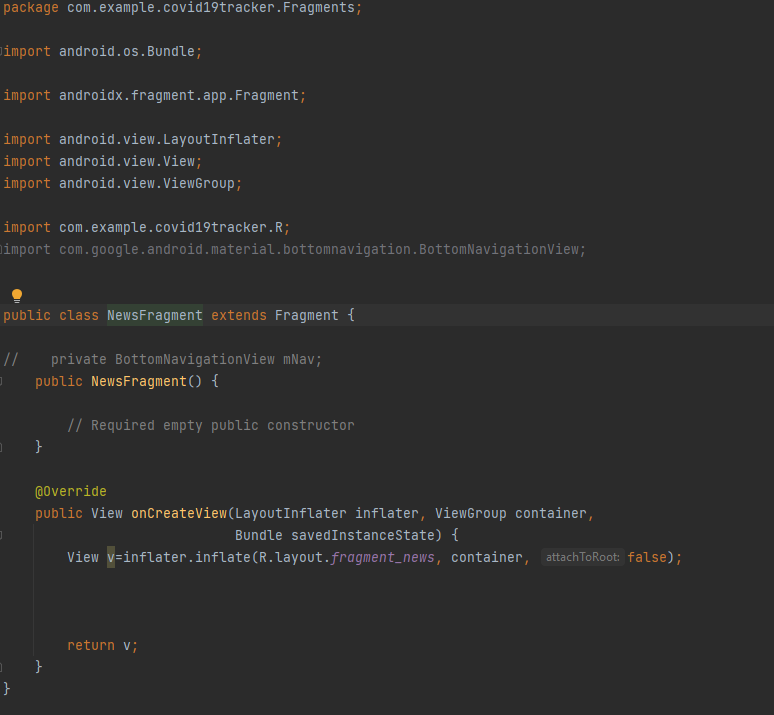 package com.example.covid19tracker.Fragments;
import android.os.Bundle;
import androidx.fragment.app.Fragment;
import android.view.LayoutInflater;
import android.view.View;
import android.view.ViewGroup;
import com.example.covid19tracker.R;
import com.google.android.material.bottomnavigation.BottomNavigationView;
public class NewsFragment extends Fragment {
//    private BottomNavigationView mNav;
    public NewsFragment() {
        // Required empty public constructor
    }
    @Override
    public View onCreateView(LayoutInflater inflater, ViewGroup container,
                             Bundle savedInstanceState) {
        View v=inflater.inflate(R.layout.fragment_news, container, attachToRoot: false);
        return v;
    }
}